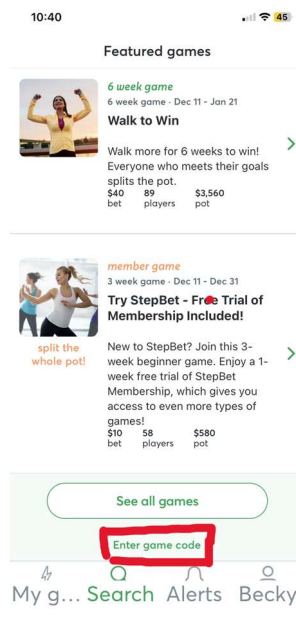 10:40
45
Featured games
6 week game
6 week game · Dec 11 - Jan 21
Walk to Win
Walk more for 6 weeks to win!
Everyone who meets their goals
splits the pot.
$40 89 $3,560
bet players pot
member game
3 week game · Dec 11 - Dec 31
Try StepBet - Free Trial of
Membership Included!
split the
whole pot!
New to StepBet? Join this 3-
week beginner game. Enjoy a 1-
week free trial of StepBet
Membership, which gives you
access to even more types of
games!
$10 58 $580
bet players pot
See all games
Enter game code
My g... Search Alerts Becky